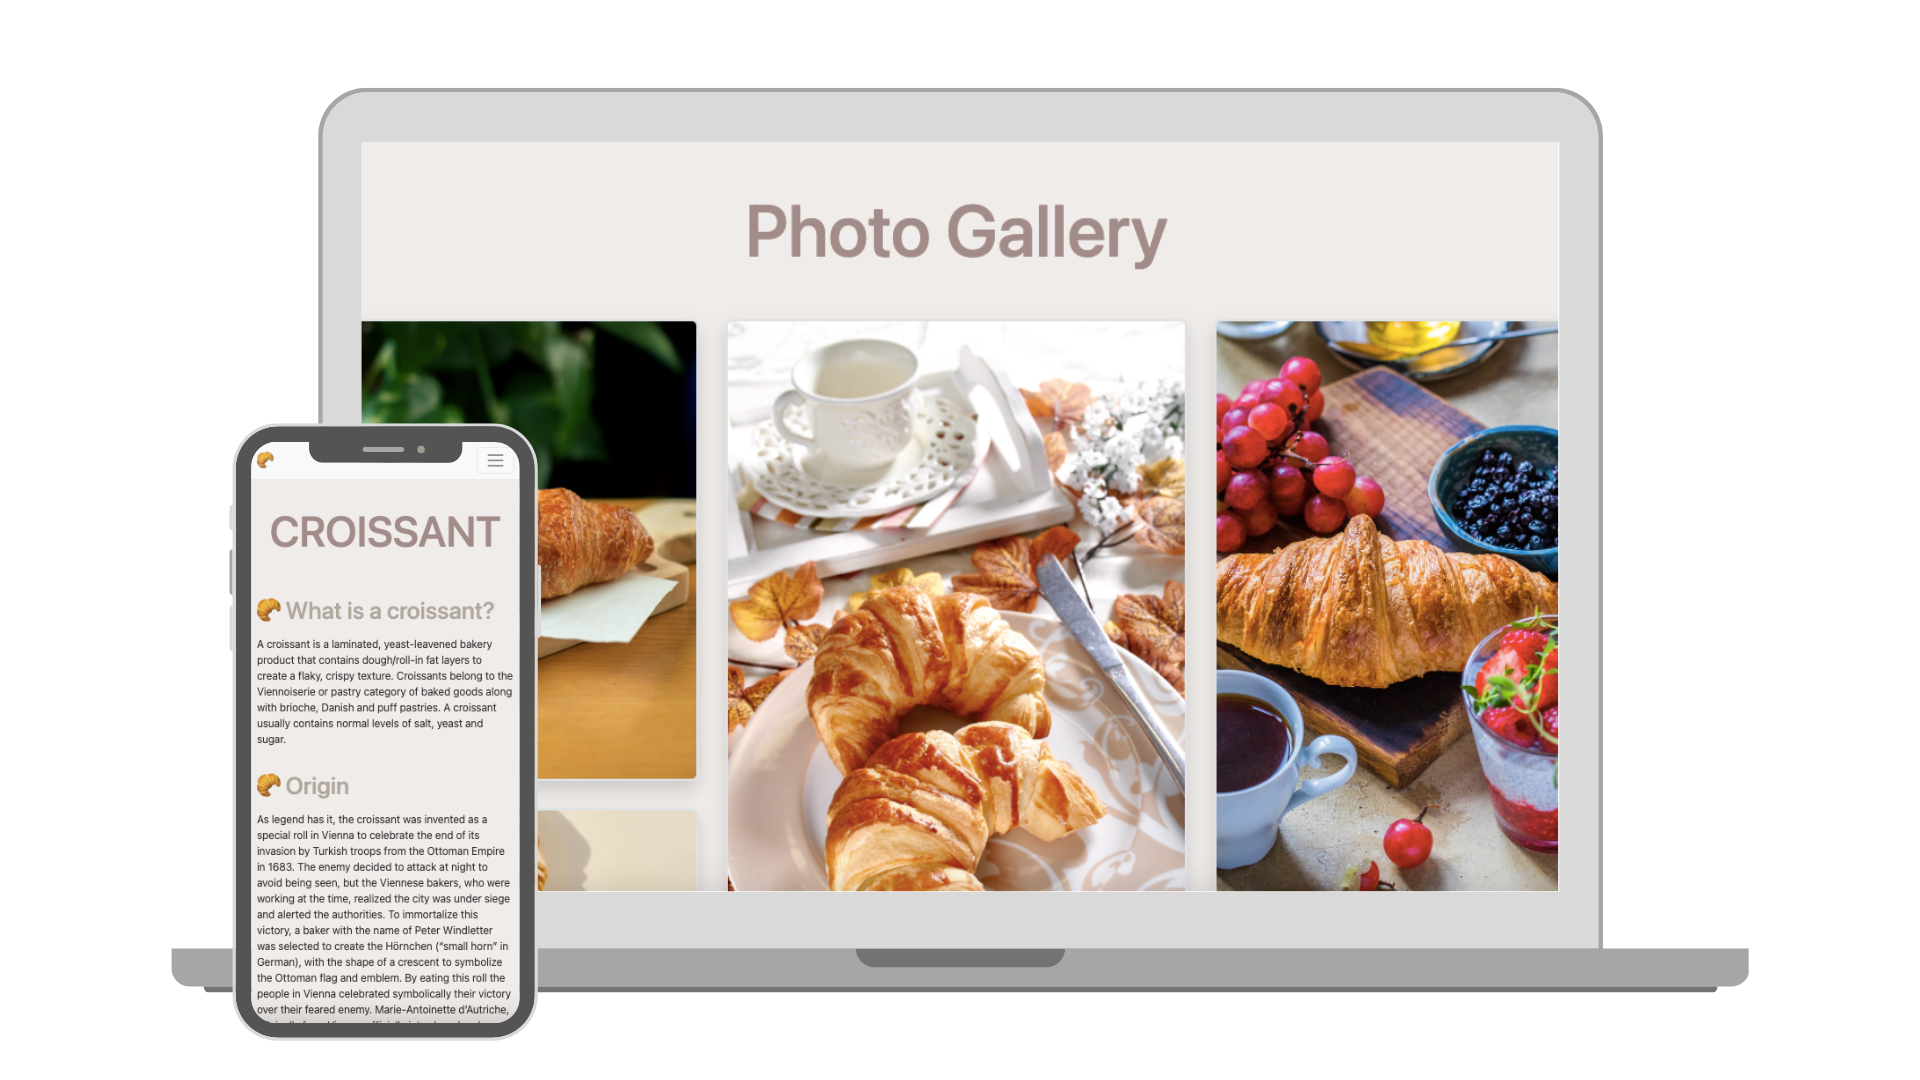 Photo Gallery
CROISSANT
What is a croissant?
A croissant is a laminated, yeast-leavened bakery
product that contains dough/roll-in fat layers to
create a flaky, crispy texture. Croissants belong to the
Viennoiserie or pastry category of baked goods along
with brioche, Danish and puff pastries. A croissant
usually contains normal levels of salt, yeast and
sugar.
Origin
As legend has it, the croissant was invented as a
special roll in Vienna to celebrate the end of its
invasion by Turkish troops from the Ottoman Empire
in 1683. The enemy decided to attack at night to
avoid being seen, but the Viennese bakers, who were
working at the time, realized the city was under siege
and alerted the authorities. To immortalize this
victory, a baker with the name of Peter Windletter
was selected to create the Hörnchen (“small horn” in
German), with the shape of a crescent to symbolize
the Ottoman flag and emblem. By eating this roll the
people in Vienna celebrated symbolically their victory
over their feared enemy. Marie-Antoinette d’Autriche,